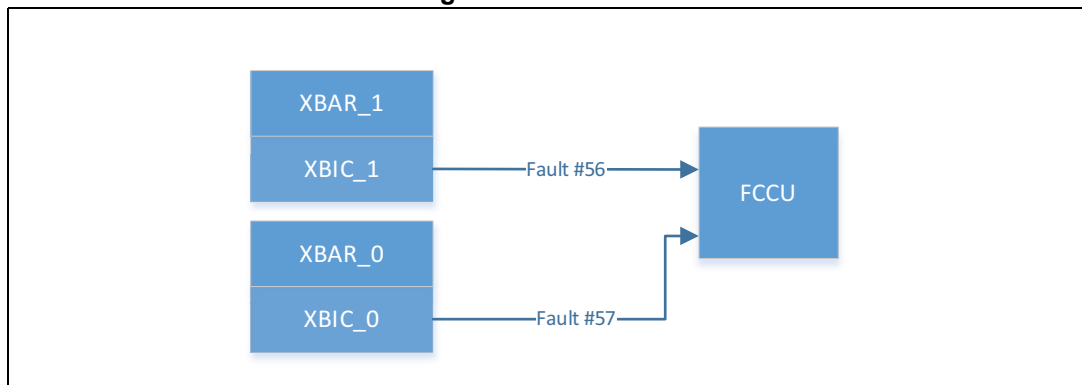 XBAR_1
XBIC_1
Fault #56
FCCU
XBAR_0
XBIC_0
Fault #57